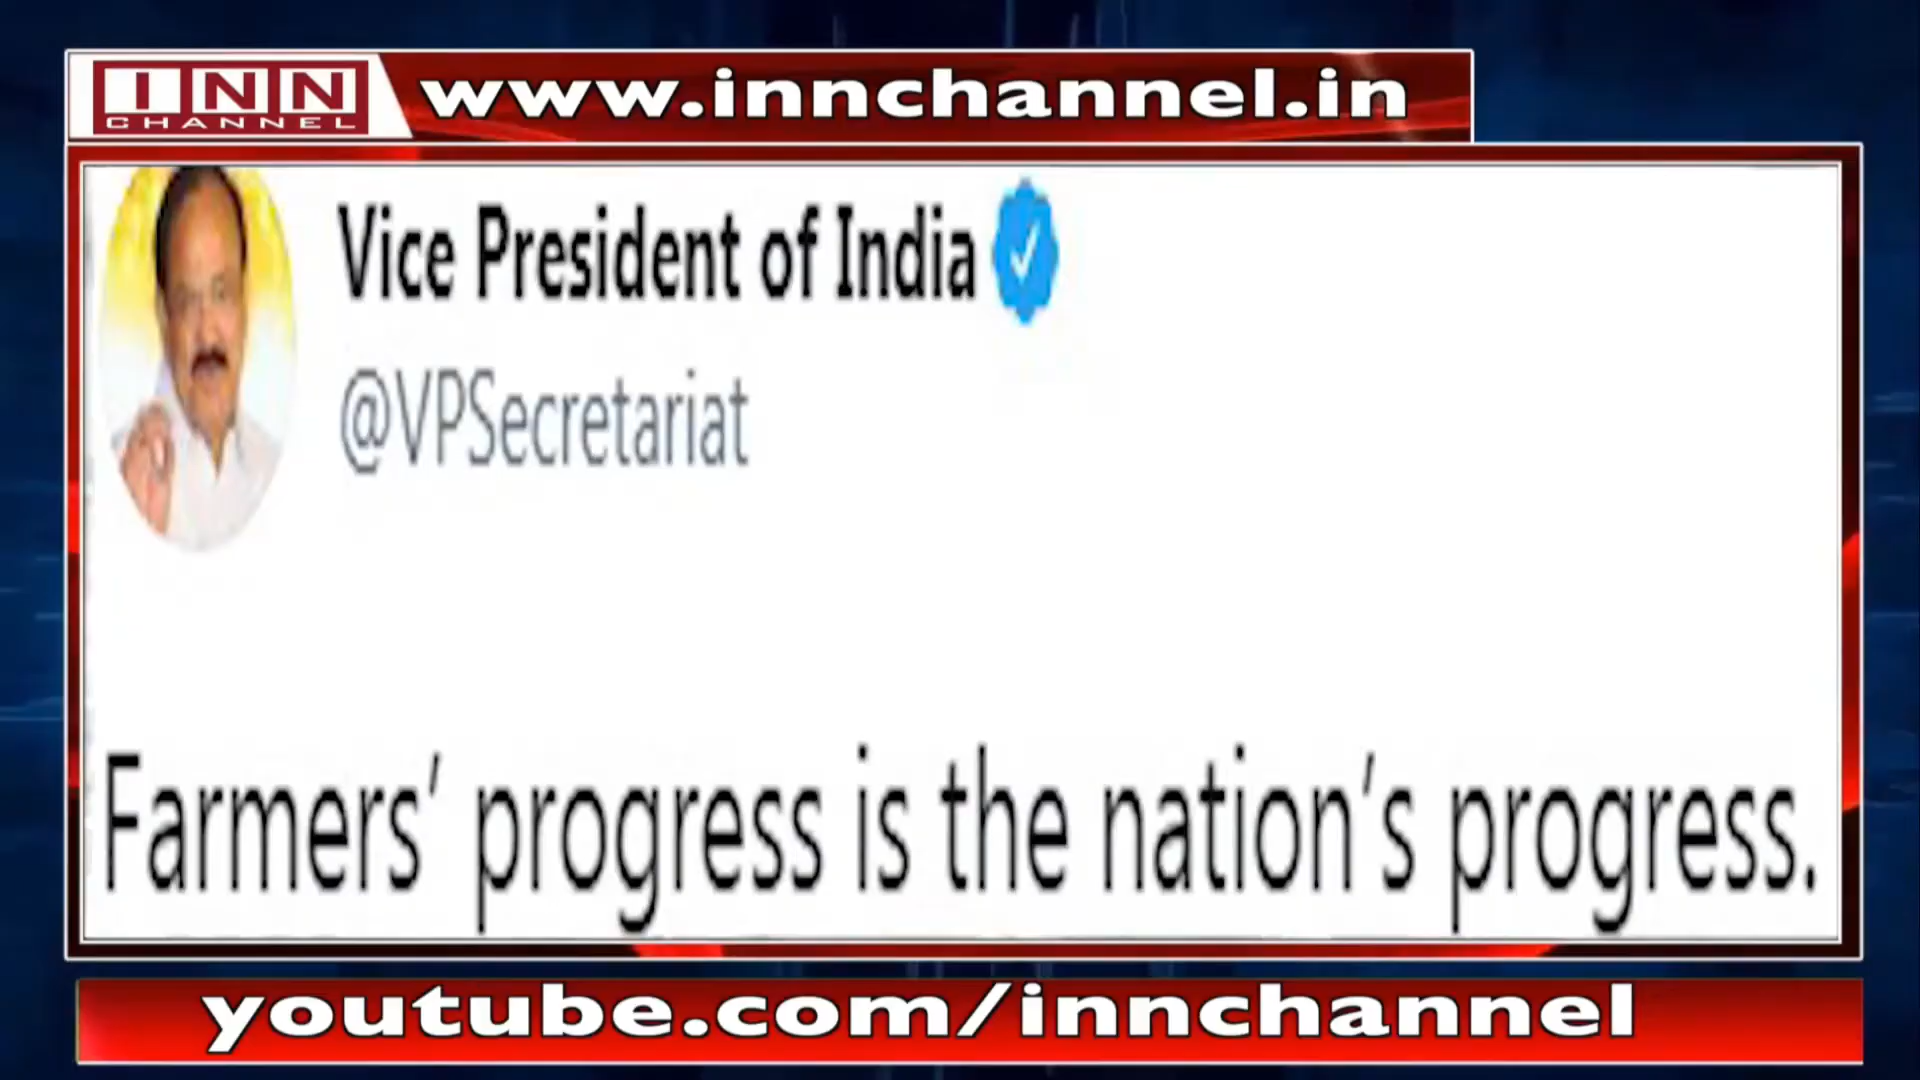 INN
CHANNEL
www.innchannel.in
Vice President of India
@VPSecretariat
Farmers’ progress is the nation’s progress.
youtube.com/innchannel